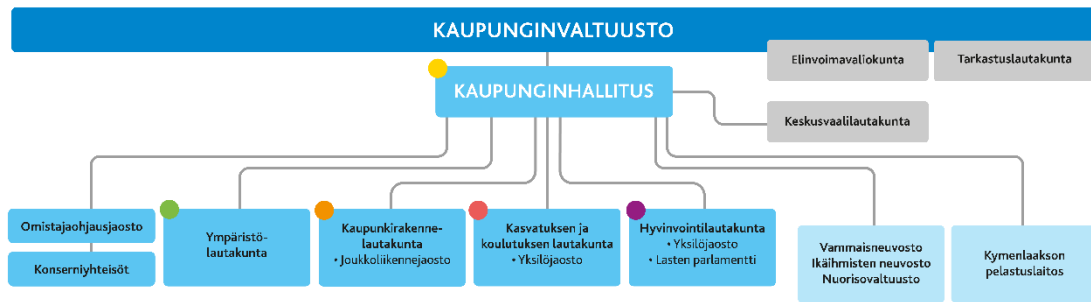 KAUPUNGINVALTUUSTO
Elinvoimavaliokunta
Tarkastuslautakunta
KAUPUNGINHALLITUS
Keskusvaalilautakunta
Omistajaohjausjaosto
Konserniyhteisöt
Ympäristö-
lautakunta
Kaupunkirakenne-
lautakunta
• Joukkoliikennejaosto
Kasvatuksen ja
koulutuksen lautakunta
• Yksilöjaosto
Hyvinvointilautakunta
• Yksilöjaosto
• Lasten parlamentti
Vammaisneuvosto
Ikäihmisten neuvosto
Nuorisovaltuusto
Kymenlaakson
pelastuslaitos